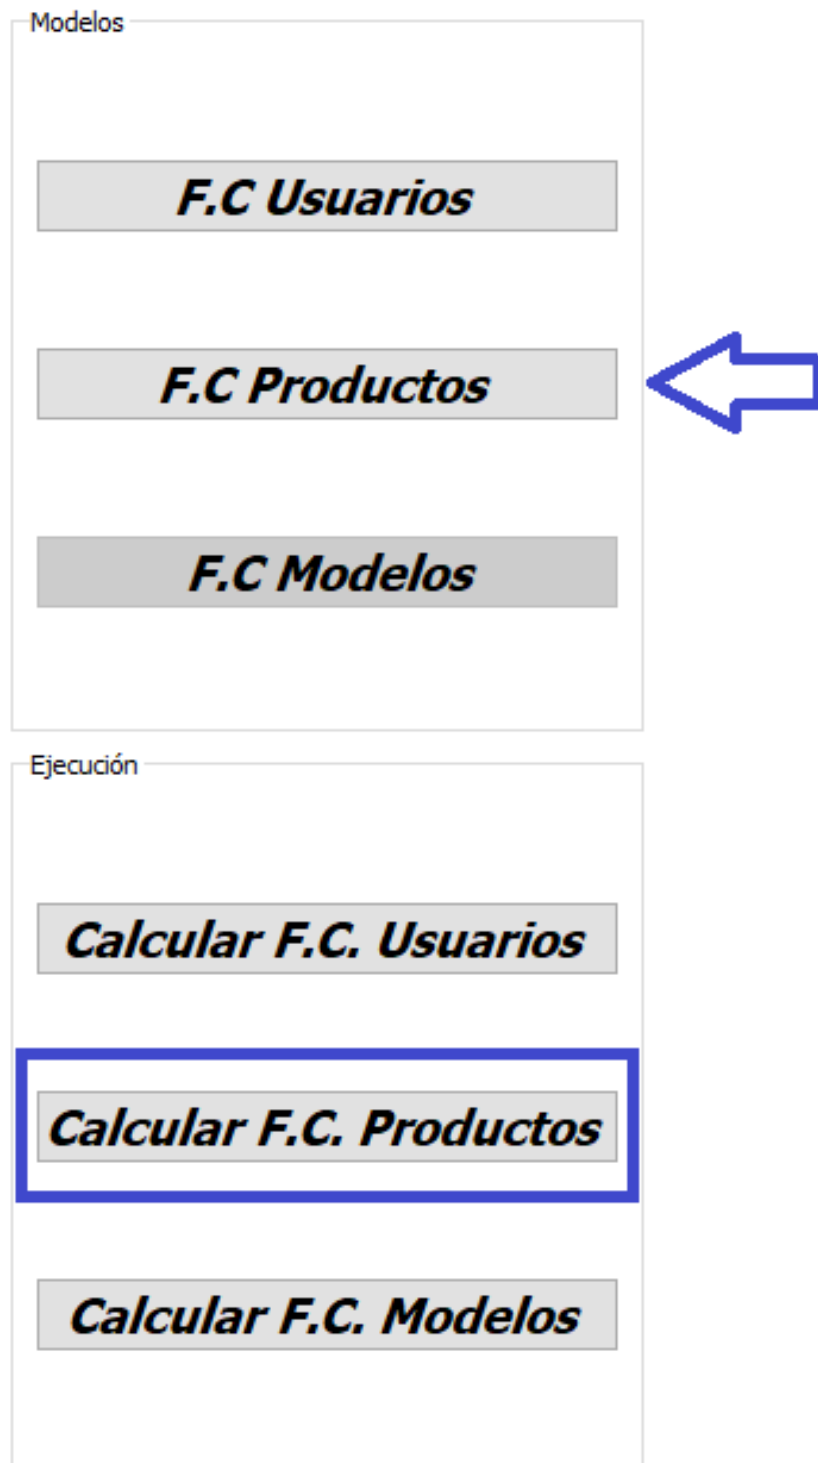 Modelos
F.C Usuarios
F.C Productos
F.C Modelos
Ejecución
Calcular F.C. Usuarios
Calcular F.C. Productos
Calcular F.C. Modelos